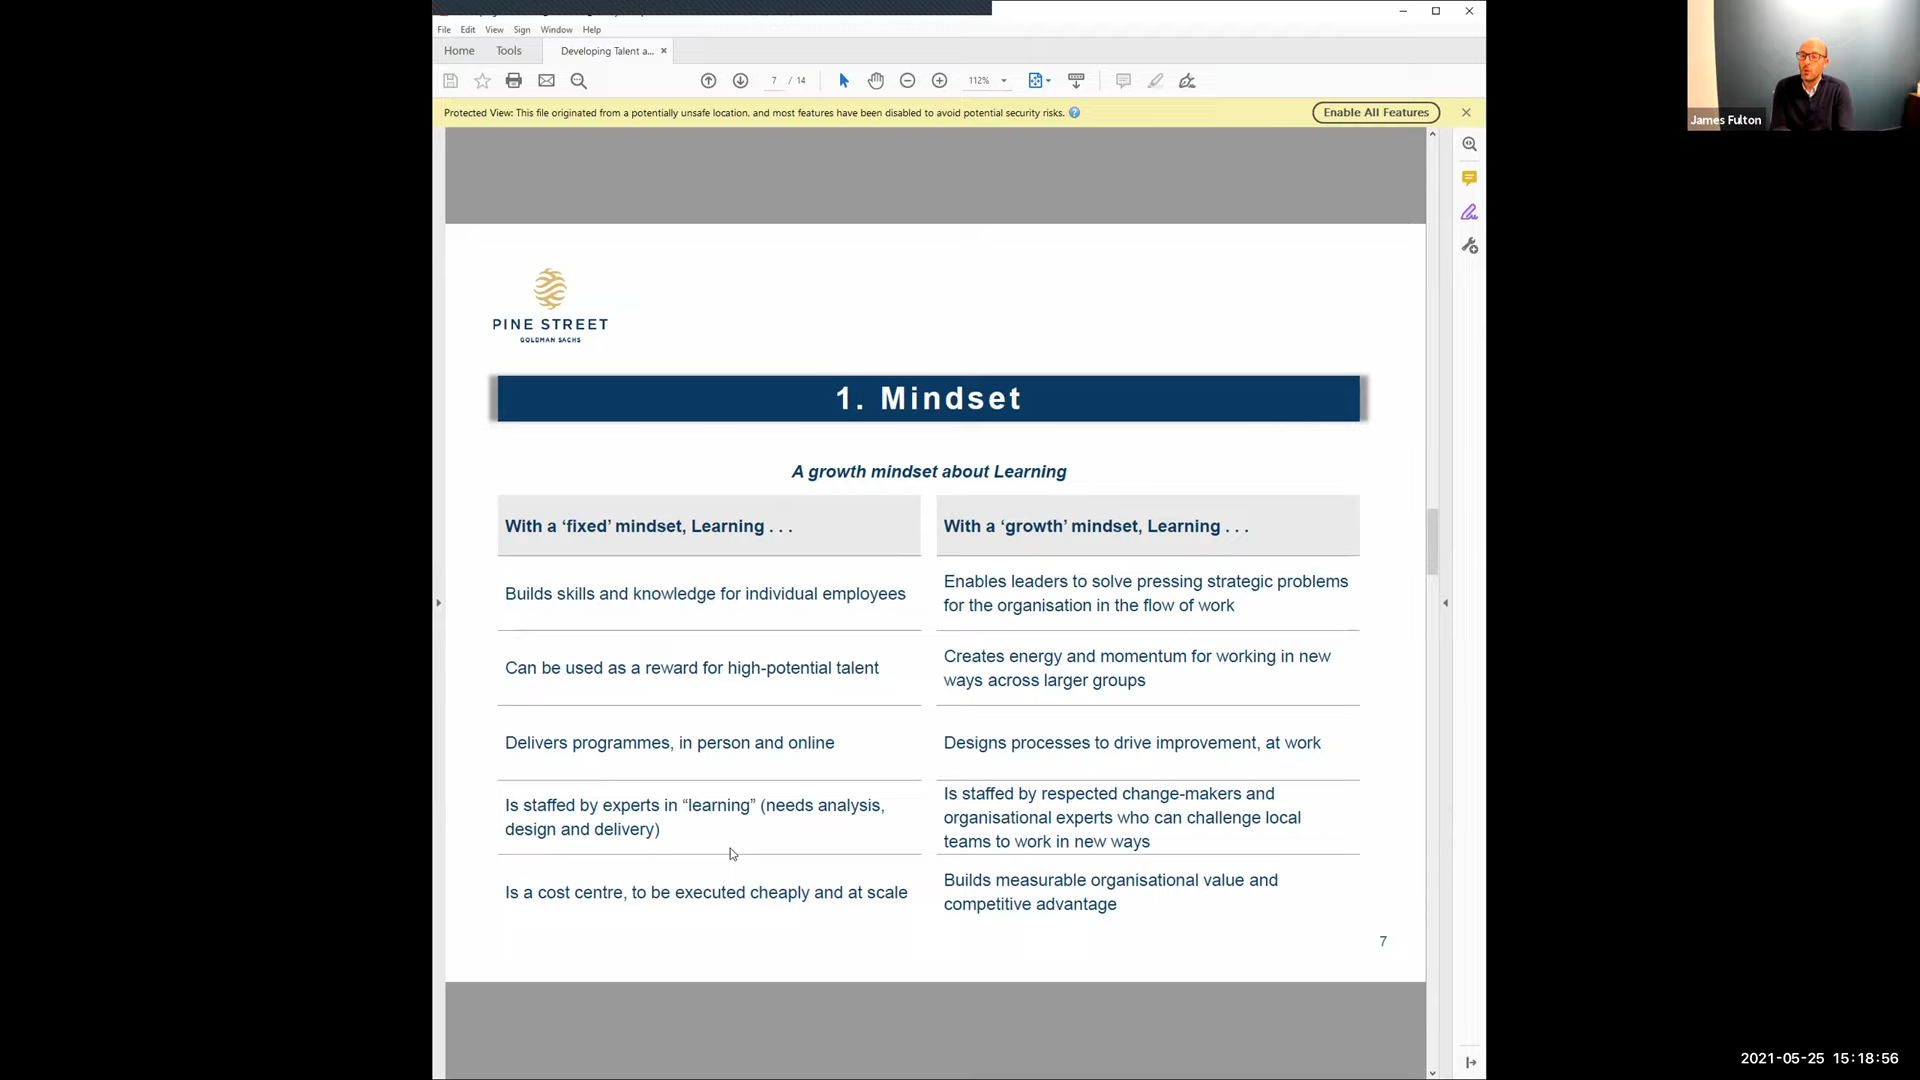 File Edit View Sign Window Help
Home Tools Developing Talent a...
7 / 14 112%
Protected View: This file originated from a potentially unsafe location, and most features have been disabled to avoid potential security risks.
Enable All Features
James Fulton
PINE STREET
GOLDMAN SACHS
1. Mindset
A growth mindset about Learning
With a ‘fixed’ mindset, Learning . . .
With a ‘growth’ mindset, Learning . . .
Builds skills and knowledge for individual employees
Enables leaders to solve pressing strategic problems
for the organisation in the flow of work
Can be used as a reward for high-potential talent
Creates energy and momentum for working in new
ways across larger groups
Delivers programmes, in person and online
Designs processes to drive improvement, at work
Is staffed by experts in “learning” (needs analysis,
design and delivery)
Is staffed by respected change-makers and
organisational experts who can challenge local
teams to work in new ways
Is a cost centre, to be executed cheaply and at scale
Builds measurable organisational value and
competitive advantage
7
2021-05-25 15:18:56